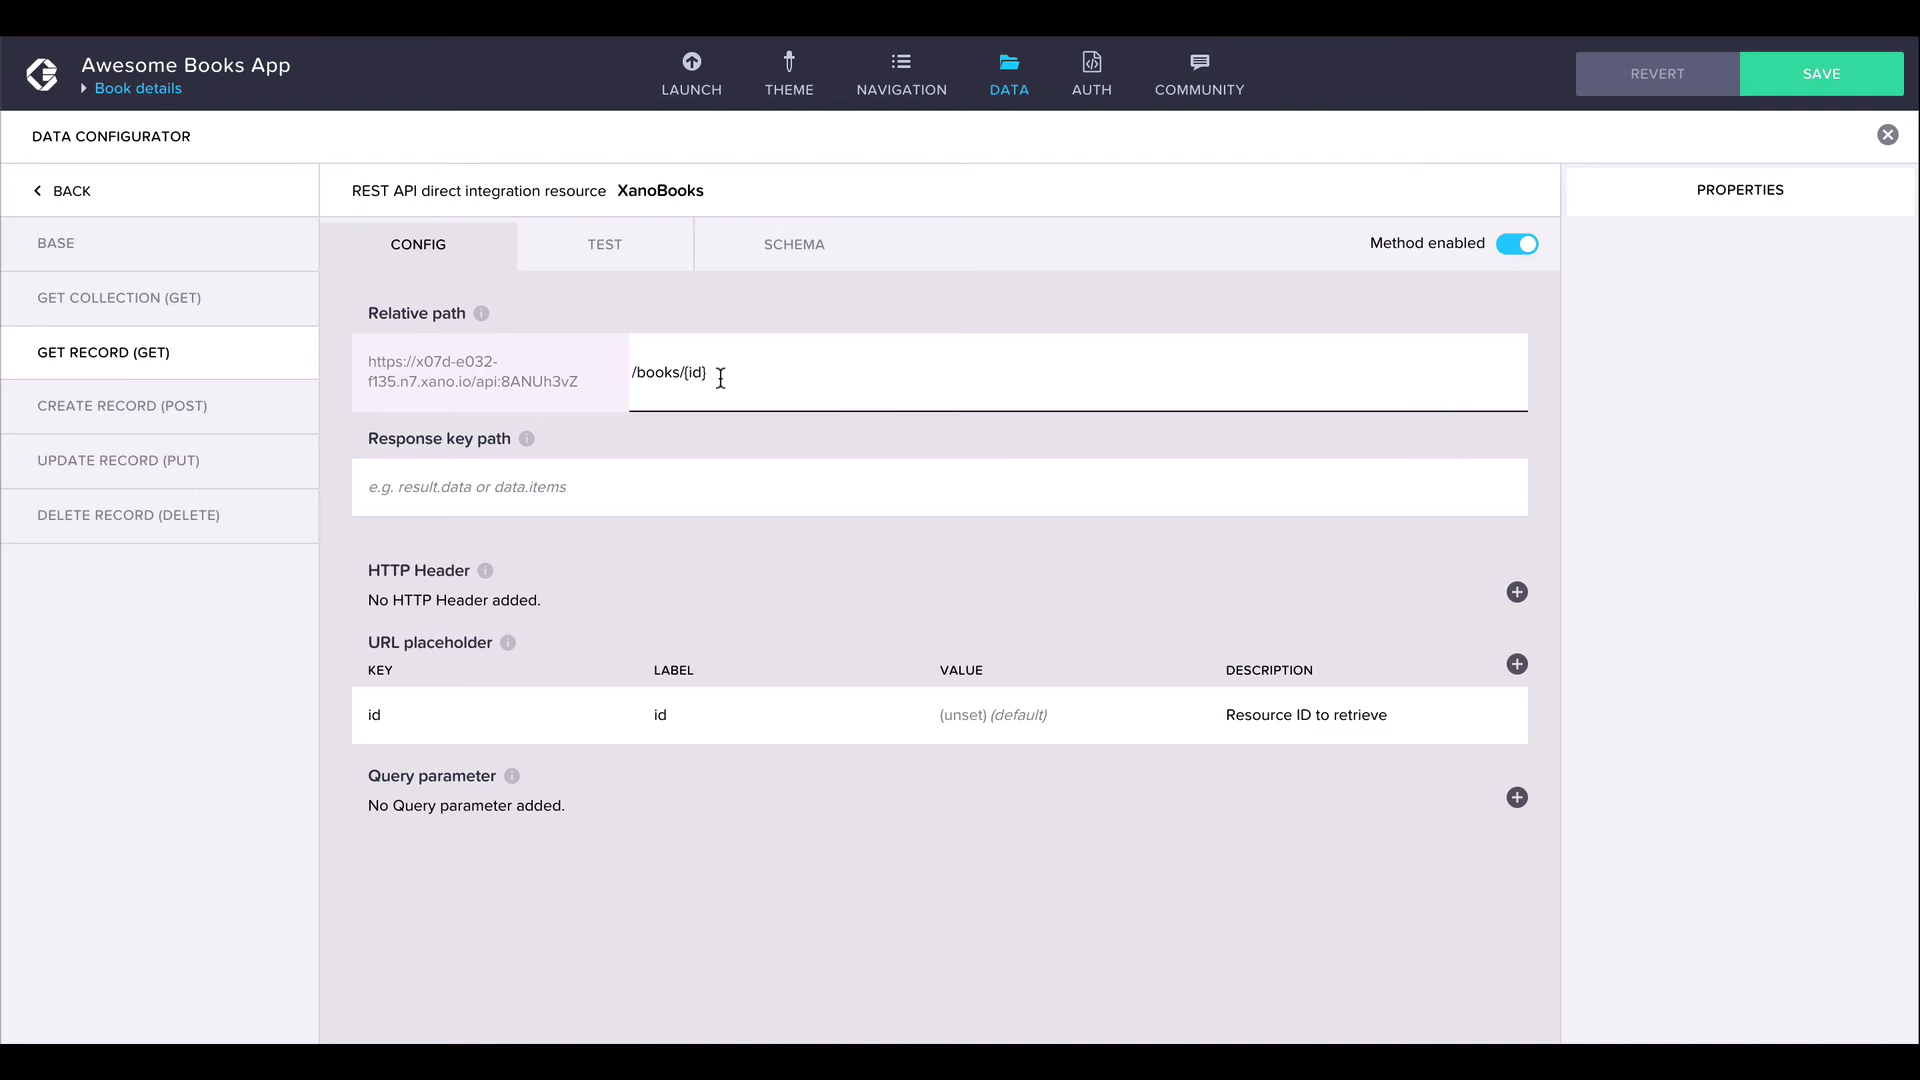 Awesome Books App
Book details
LAUNCH
THEME
NAVIGATION
DATA
AUTH
COMMUNITY
REVERT
SAVE
DATA CONFIGURATOR
BACK
REST API direct integration resource XanoBooks
PROPERTIES
BASE
GET COLLECTION (GET)
GET RECORD (GET)
CREATE RECORD (POST)
UPDATE RECORD (PUT)
DELETE RECORD (DELETE)
CONFIG
TEST
SCHEMA
Method enabled
Relative path
https://x07d-e032-
f135.n7.xano.io/api:8ANUh3vZ
/books/{id}
Response key path
e.g. result.data or data.items
HTTP Header
No HTTP Header added.
URL placeholder
KEY LABEL VALUE DESCRIPTION
id id (unset) (default) Resource ID to retrieve
Query parameter
No Query parameter added.